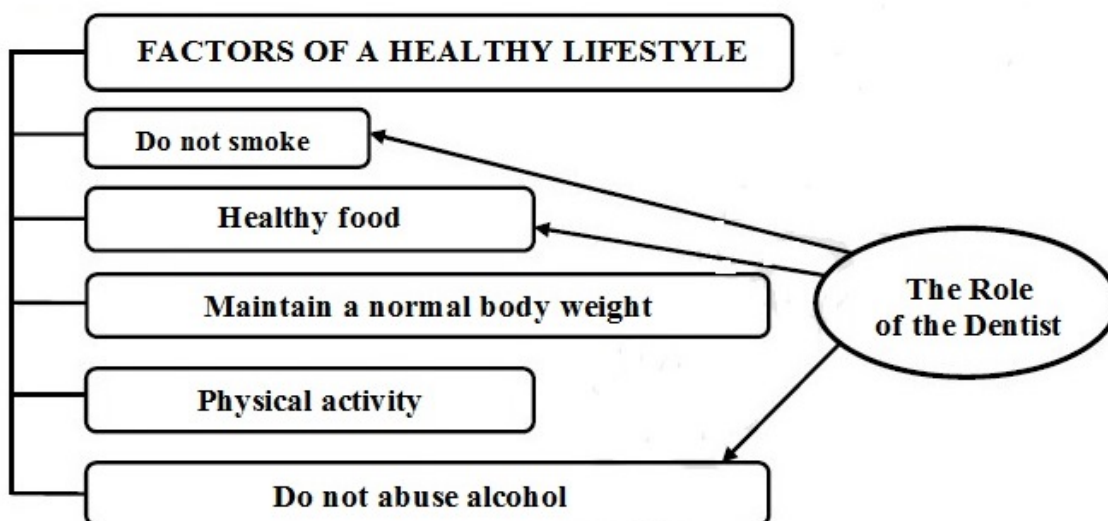 FACTORS OF A HEALTHY LIFESTYLE
Do not smoke
Healthy food
Maintain a normal body weight
Physical activity
Do not abuse alcohol
The Role
of the Dentist